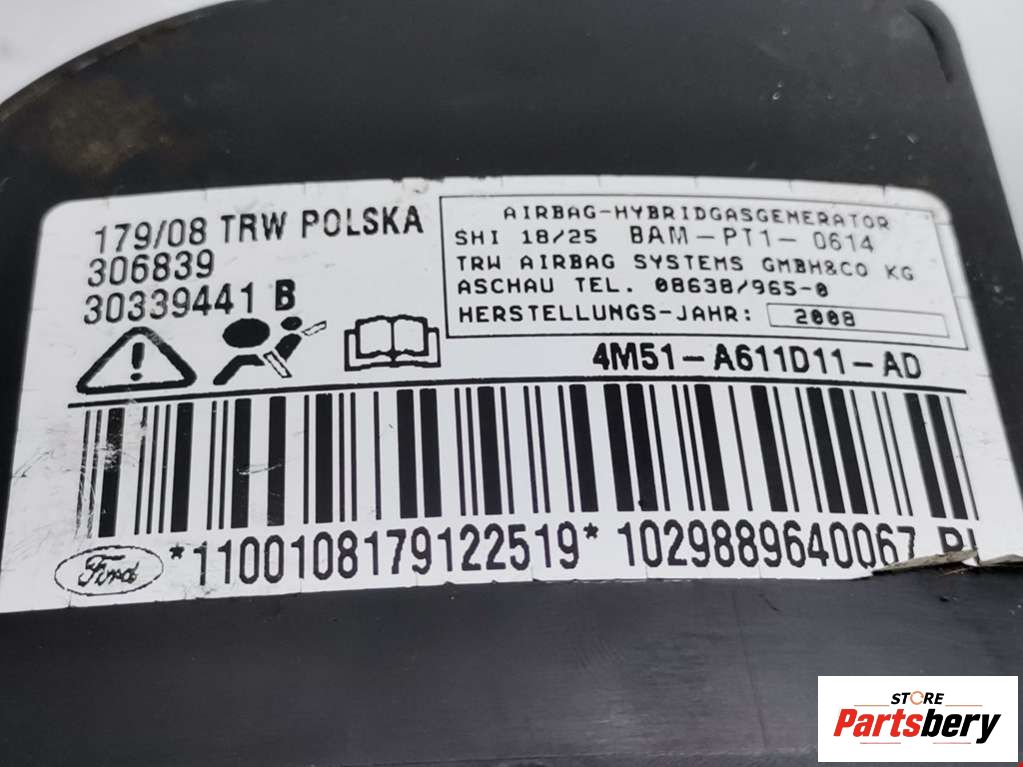 179/08 TRW POLSKA
306839
30339441 B
AIRBAG-HYBRIDGASGENERATOR
SHI 18/25 BAM-PT1-0614
TRW AIRBAG SYSTEMS GMBH&CO KG
ASCHAU TEL. 08638/965-0
HERSTELLUNGS-JAHR: 2008
4M51-A611D11-AD
Ford *1100108179122519* 1029889640067
STORE
Partsbery